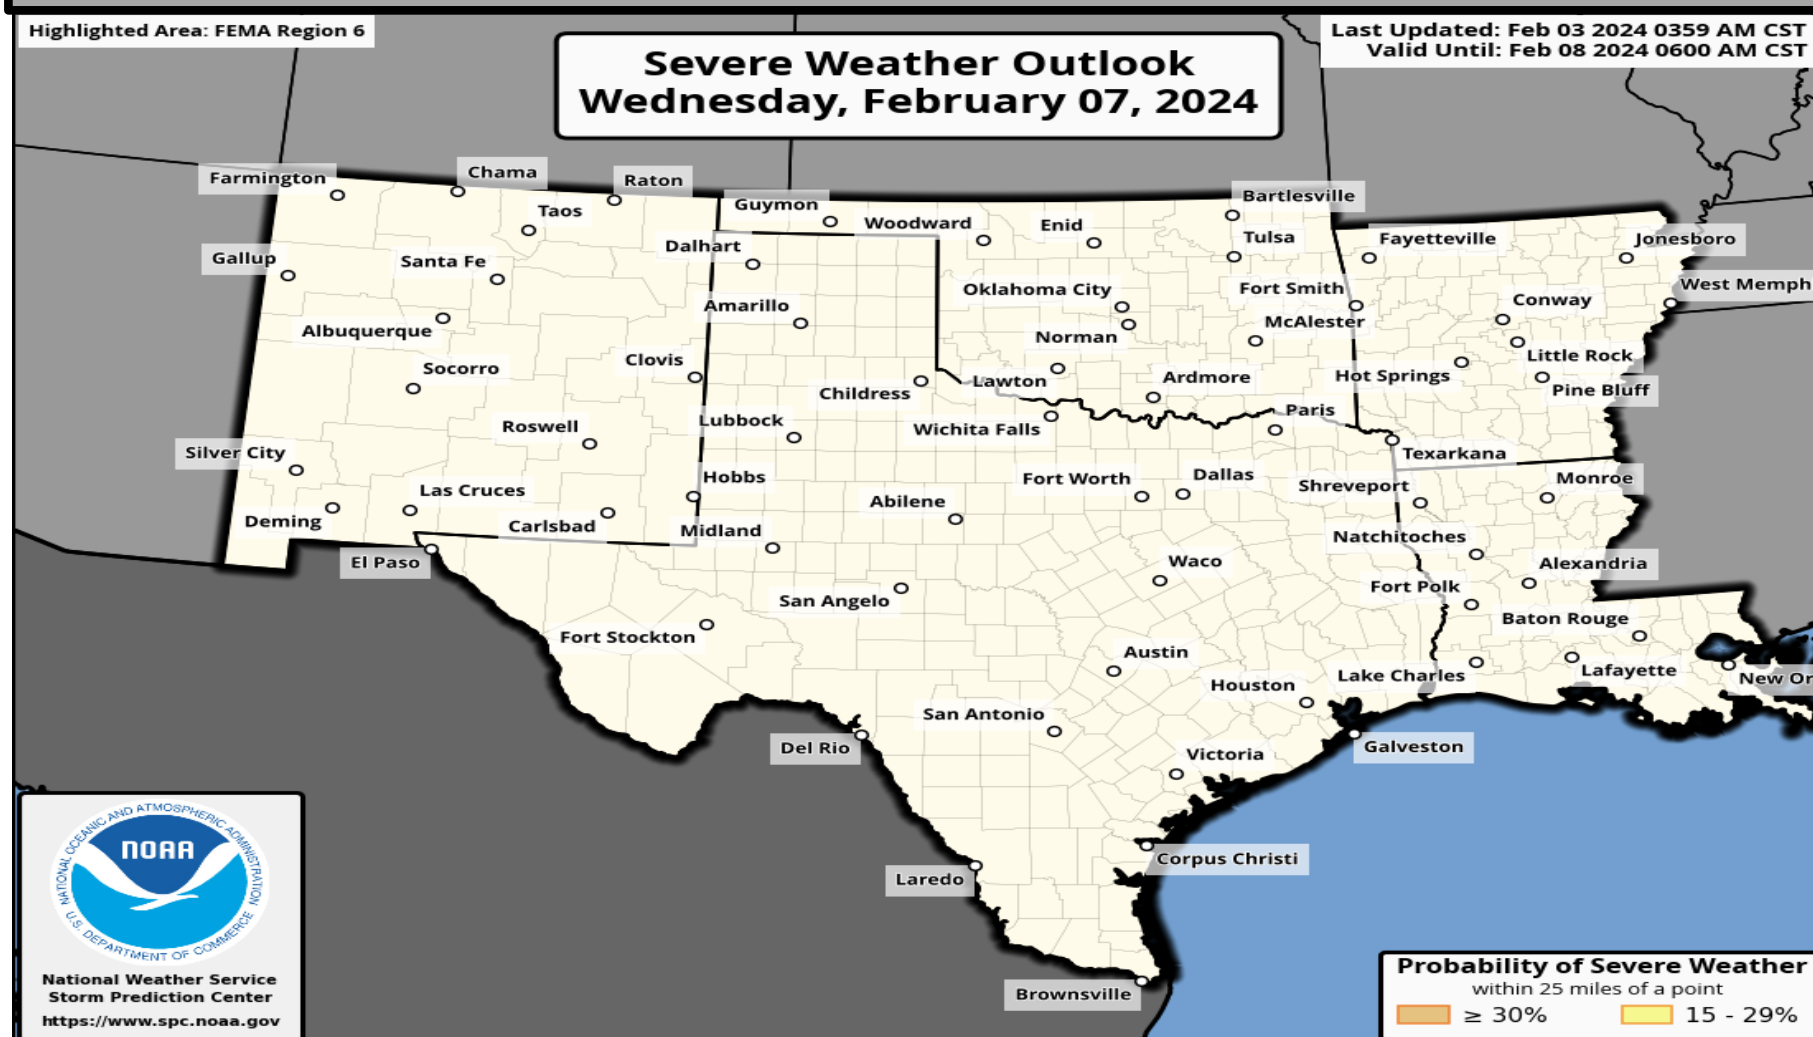 Highlighted Area: FEMA Region 6
Last Updated: Feb 03 2024 0359 AM CST
Valid Until: Feb 08 2024 0600 AM CST
Severe Weather Outlook
Wednesday, February 07, 2024
Farmington
Chama
Raton
Taos
Guymon
Woodward
Enid
Bartlesville
Tulsa
Fayetteville
Jonesboro
Gallup
Santa Fe
Dalhart
Oklahoma City
Fort Smith
West Memph
Conway
Albuquerque
Amarillo
Norman
McAlester
Little Rock
Socorro
Clovis
Childress
Lawton
Ardmore
Hot Springs
Pine Bluff
Roswell
Lubbock
Wichita Falls
Paris
Texarkana
Silver City
Hobbs
Fort Worth
Dallas
Shreveport
Monroe
Las Cruces
Deming
Carlsbad
Midland
Abilene
Natchitoches
El Paso
Waco
Alexandria
San Angelo
Fort Polk
Fort Stockton
Baton Rouge
Austin
Lake Charles
Lafayette
New Or
Houston
San Antonio
Del Rio
Victoria
Galveston
Corpus Christi
Laredo
Brownsville
NATIONAL OCEANIC AND ATMOSPHERIC ADMINISTRATION
NOAA
U.S. DEPARTMENT OF COMMERCE
National Weather Service
Storm Prediction Center
https://www.spc.noaa.gov
Probability of Severe Weather
within 25 miles of a point
≥ 30%
15 - 29%